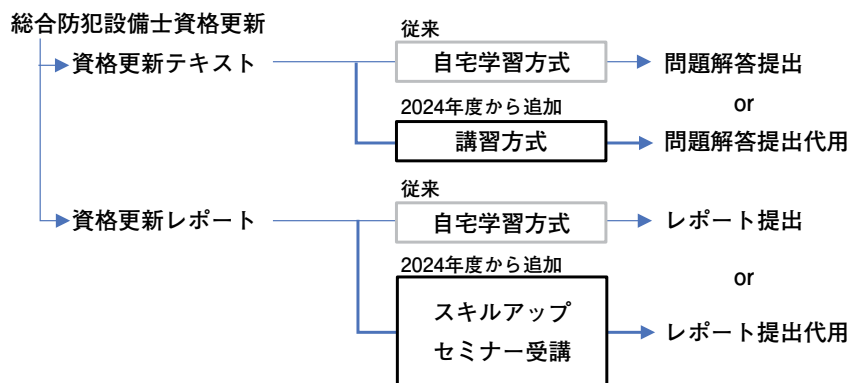 総合防犯設備士資格更新
従来
資格更新テキスト
自宅学習方式
問題解答提出
2024年度から追加
or
講習方式
問題解答提出代用
従来
資格更新レポート
自宅学習方式
レポート提出
2024年度から追加
or
スキルアップ
セミナー受講
レポート提出代用